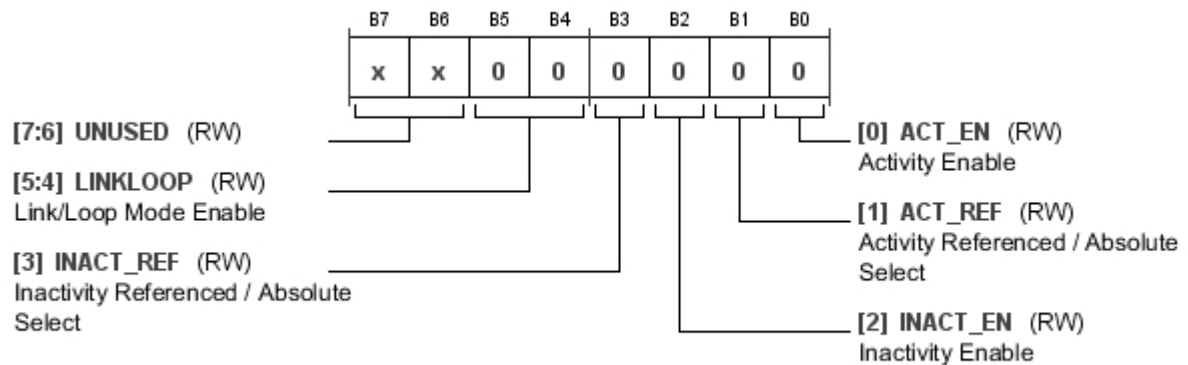 B7 B6 B5 B4 B3 B2 B1 B0
x x 0 0 0 0 0 0
[7:6] UNUSED (RW)
[5:4] LINKLOOP (RW)
Link/Loop Mode Enable
[3] INACT_REF (RW)
Inactivity Referenced / Absolute
Select
[0] ACT_EN (RW)
Activity Enable
[1] ACT_REF (RW)
Activity Referenced / Absolute
Select
[2] INACT_EN (RW)
Inactivity Enable